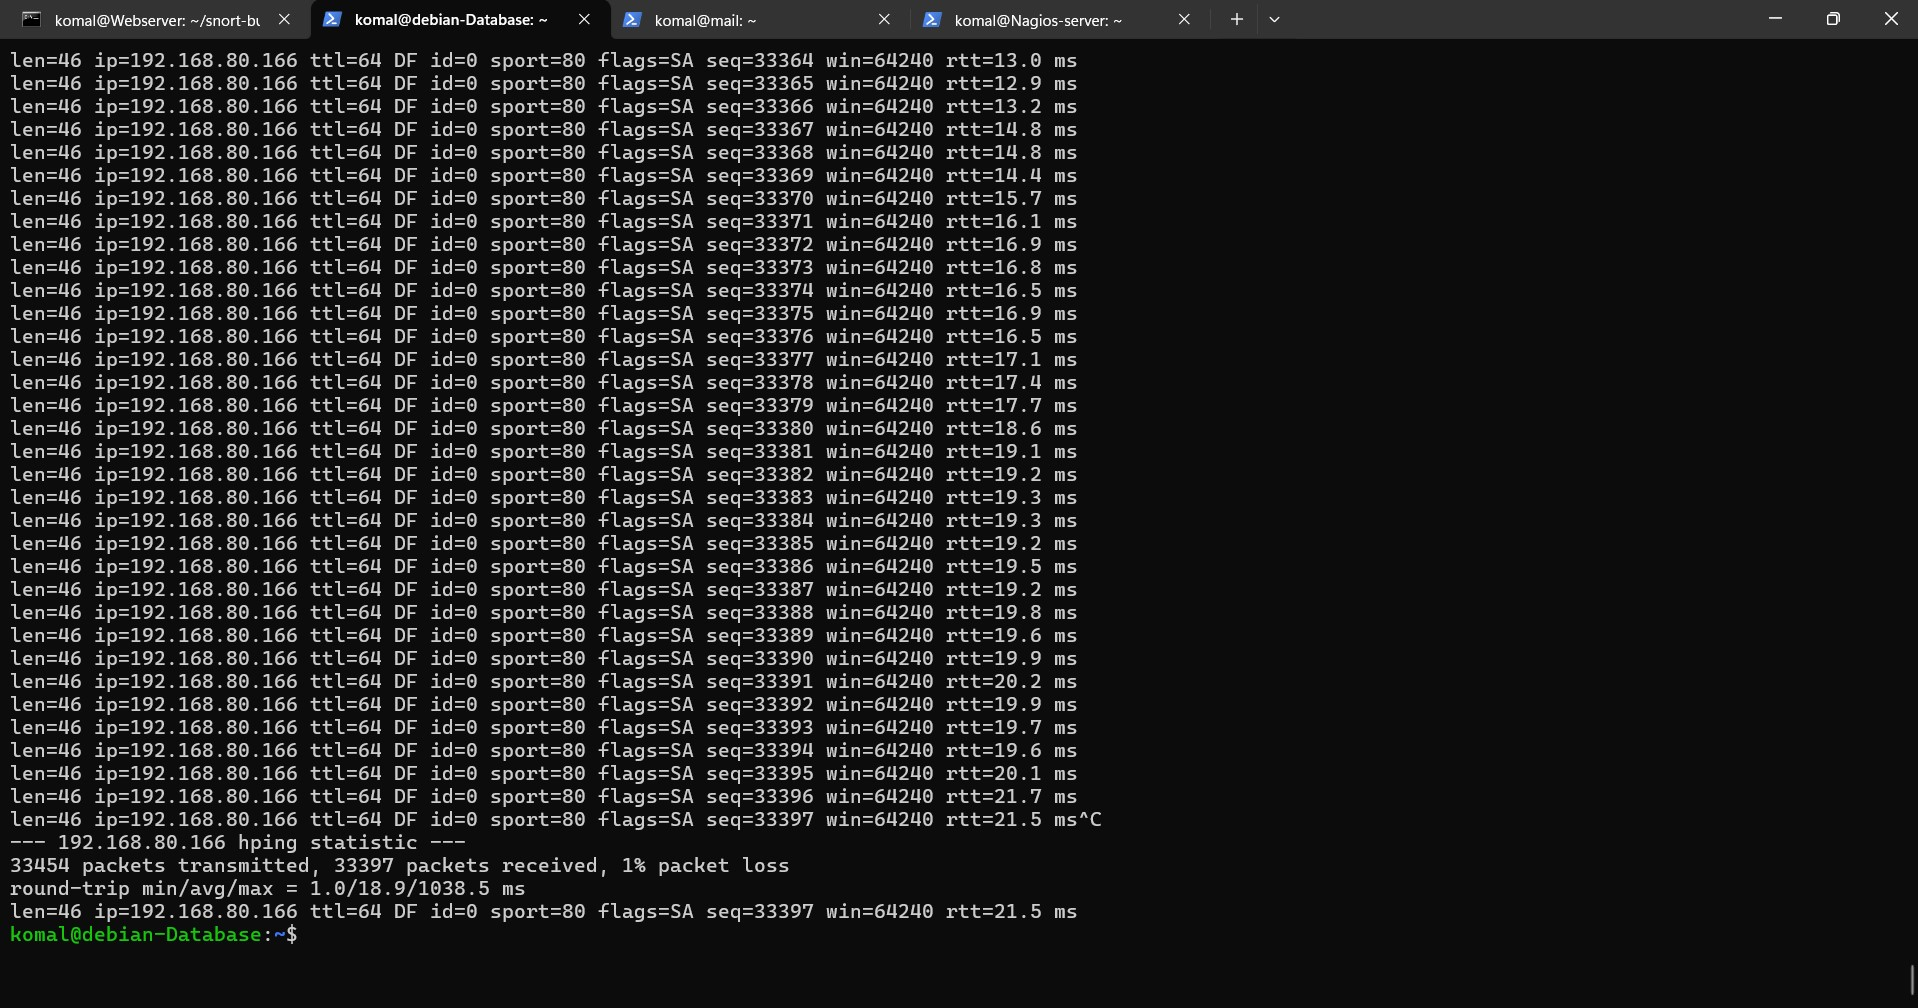 komal@Webserver: ~/snort-bu
komal@debian-Database: ~
komal@mail: ~
komal@Nagios-server: ~
len=46 ip=192.168.80.166 ttl=64 DF id=0 sport=80 flags=SA seq=33364 win=64240 rtt=13.0 ms
len=46 ip=192.168.80.166 ttl=64 DF id=0 sport=80 flags=SA seq=33365 win=64240 rtt=12.9 ms
len=46 ip=192.168.80.166 ttl=64 DF id=0 sport=80 flags=SA seq=33366 win=64240 rtt=13.2 ms
len=46 ip=192.168.80.166 ttl=64 DF id=0 sport=80 flags=SA seq=33367 win=64240 rtt=14.8 ms
len=46 ip=192.168.80.166 ttl=64 DF id=0 sport=80 flags=SA seq=33368 win=64240 rtt=14.8 ms
len=46 ip=192.168.80.166 ttl=64 DF id=0 sport=80 flags=SA seq=33369 win=64240 rtt=14.4 ms
len=46 ip=192.168.80.166 ttl=64 DF id=0 sport=80 flags=SA seq=33370 win=64240 rtt=15.7 ms
len=46 ip=192.168.80.166 ttl=64 DF id=0 sport=80 flags=SA seq=33371 win=64240 rtt=16.1 ms
len=46 ip=192.168.80.166 ttl=64 DF id=0 sport=80 flags=SA seq=33372 win=64240 rtt=16.9 ms
len=46 ip=192.168.80.166 ttl=64 DF id=0 sport=80 flags=SA seq=33373 win=64240 rtt=16.8 ms
len=46 ip=192.168.80.166 ttl=64 DF id=0 sport=80 flags=SA seq=33374 win=64240 rtt=16.5 ms
len=46 ip=192.168.80.166 ttl=64 DF id=0 sport=80 flags=SA seq=33375 win=64240 rtt=16.9 ms
len=46 ip=192.168.80.166 ttl=64 DF id=0 sport=80 flags=SA seq=33376 win=64240 rtt=16.5 ms
len=46 ip=192.168.80.166 ttl=64 DF id=0 sport=80 flags=SA seq=33377 win=64240 rtt=17.1 ms
len=46 ip=192.168.80.166 ttl=64 DF id=0 sport=80 flags=SA seq=33378 win=64240 rtt=17.4 ms
len=46 ip=192.168.80.166 ttl=64 DF id=0 sport=80 flags=SA seq=33379 win=64240 rtt=17.7 ms
len=46 ip=192.168.80.166 ttl=64 DF id=0 sport=80 flags=SA seq=33380 win=64240 rtt=18.6 ms
len=46 ip=192.168.80.166 ttl=64 DF id=0 sport=80 flags=SA seq=33381 win=64240 rtt=19.1 ms
len=46 ip=192.168.80.166 ttl=64 DF id=0 sport=80 flags=SA seq=33382 win=64240 rtt=19.2 ms
len=46 ip=192.168.80.166 ttl=64 DF id=0 sport=80 flags=SA seq=33383 win=64240 rtt=19.3 ms
len=46 ip=192.168.80.166 ttl=64 DF id=0 sport=80 flags=SA seq=33384 win=64240 rtt=19.3 ms
len=46 ip=192.168.80.166 ttl=64 DF id=0 sport=80 flags=SA seq=33385 win=64240 rtt=19.2 ms
len=46 ip=192.168.80.166 ttl=64 DF id=0 sport=80 flags=SA seq=33386 win=64240 rtt=19.5 ms
len=46 ip=192.168.80.166 ttl=64 DF id=0 sport=80 flags=SA seq=33387 win=64240 rtt=19.2 ms
len=46 ip=192.168.80.166 ttl=64 DF id=0 sport=80 flags=SA seq=33388 win=64240 rtt=19.8 ms
len=46 ip=192.168.80.166 ttl=64 DF id=0 sport=80 flags=SA seq=33389 win=64240 rtt=19.6 ms
len=46 ip=192.168.80.166 ttl=64 DF id=0 sport=80 flags=SA seq=33390 win=64240 rtt=19.9 ms
len=46 ip=192.168.80.166 ttl=64 DF id=0 sport=80 flags=SA seq=33391 win=64240 rtt=20.2 ms
len=46 ip=192.168.80.166 ttl=64 DF id=0 sport=80 flags=SA seq=33392 win=64240 rtt=19.9 ms
len=46 ip=192.168.80.166 ttl=64 DF id=0 sport=80 flags=SA seq=33393 win=64240 rtt=19.7 ms
len=46 ip=192.168.80.166 ttl=64 DF id=0 sport=80 flags=SA seq=33394 win=64240 rtt=19.6 ms
len=46 ip=192.168.80.166 ttl=64 DF id=0 sport=80 flags=SA seq=33395 win=64240 rtt=20.1 ms
len=46 ip=192.168.80.166 ttl=64 DF id=0 sport=80 flags=SA seq=33396 win=64240 rtt=21.7 ms
len=46 ip=192.168.80.166 ttl=64 DF id=0 sport=80 flags=SA seq=33397 win=64240 rtt=21.5 ms^C
--- 192.168.80.166 hping statistic ---
33454 packets transmitted, 33397 packets received, 1% packet loss
round-trip min/avg/max = 1.0/18.9/1038.5 ms
len=46 ip=192.168.80.166 ttl=64 DF id=0 sport=80 flags=SA seq=33397 win=64240 rtt=21.5 ms
komal@debian-Database:~$